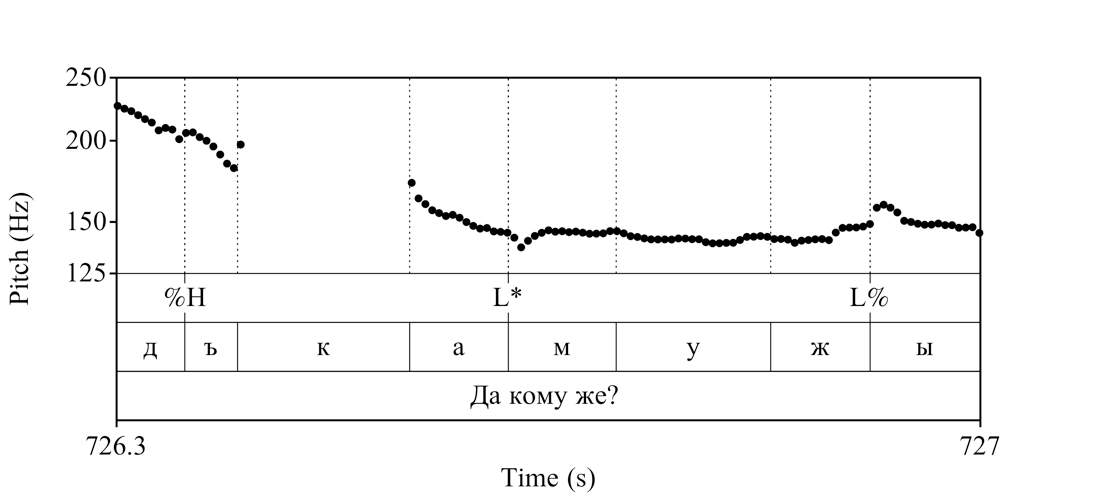 250
200
150
125
Pitch (Hz)
%H L* L%
д ъ к а м у ж ы
Да кому же?
726.3 727
Time (s)